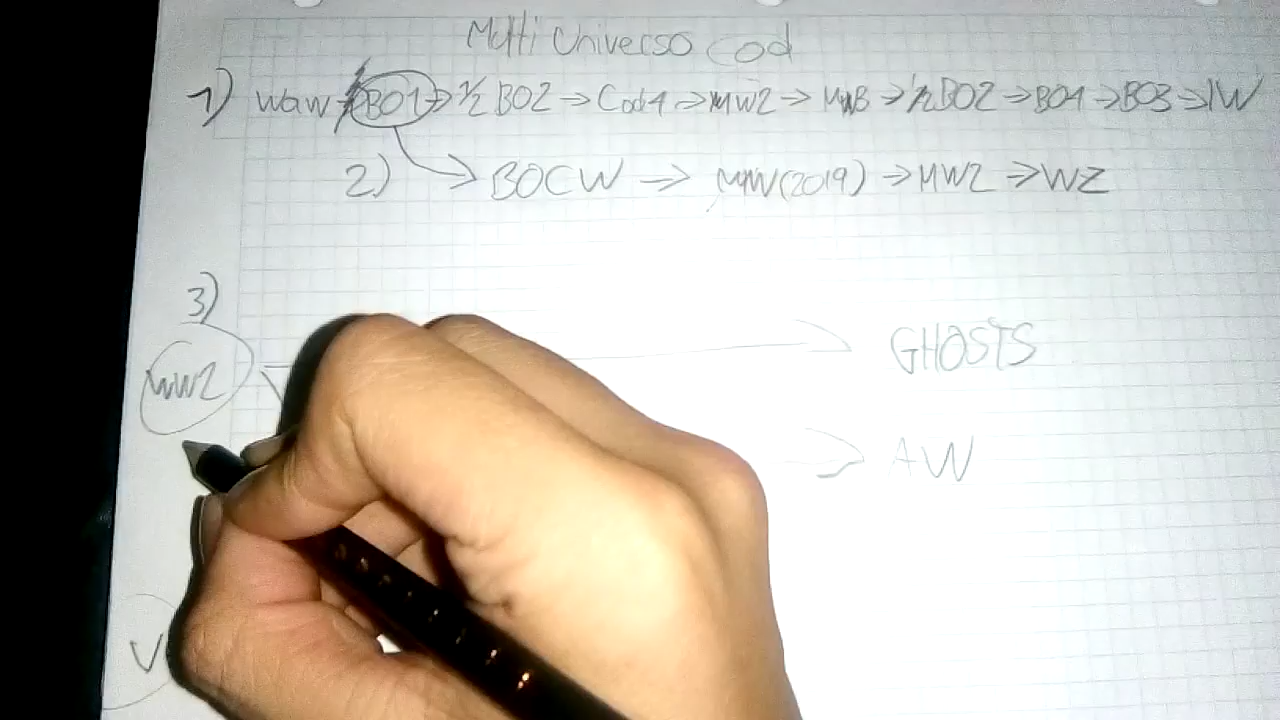 Multi Universo Cod
1) WaW → BO1 → 1/2 BO2 → Cod4 → MW2 → MW3 → 1/2 BO2 → BO4 → BO3 → IW
2) → BOCW → MW(2019) → MW2 → WZ
3)
WW2
GHOSTS
AW
V